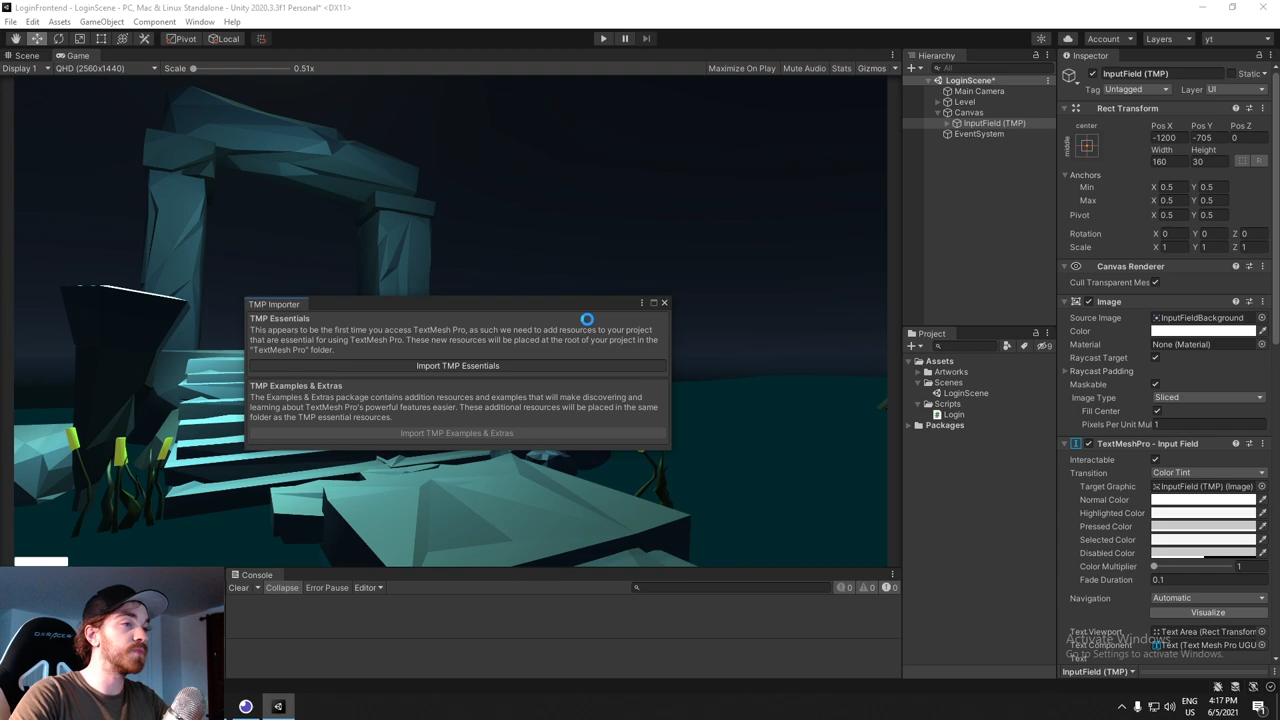 LoginFrontend - LoginScene - PC, Mac & Linux Standalone - Unity 2020.3.3f1 Personal* <DX11>
File Edit Assets GameObject Component Window Help
Pivot Local Account Layers yt
Scene Game
Display 1 QHD (2560x1440) Scale 0.51x Maximize On Play Mute Audio Stats Gizmos
TMP Importer
TMP Essentials
This appears to be the first time you access TextMesh Pro, as such we need to add resources to your project
that are essential for using TextMesh Pro. These new resources will be placed at the root of your project in the
"TextMesh Pro" folder.
Import TMP Essentials
TMP Examples & Extras
The Examples & Extras package contains addition resources and examples that will make discovering and
learning about TextMesh Pro's powerful features easier. These additional resources will be placed in the same
folder as the TMP essential resources.
Import TMP Examples & Extras
Console
Clear Collapse Error Pause Editor 0 0 0
DXRACER
Hierarchy
All
LoginScene*
Main Camera
Level
Canvas
InputField (TMP)
EventSystem
Project
9
Assets
Artworks
Scenes
LoginScene
Scripts
Login
Packages
Inspector
InputField (TMP) Static
Tag Untagged Layer UI
Rect Transform
center Pos X Pos Y Pos Z
middle -1200 -705 0
Width Height
160 30 R
Anchors
Min X 0.5 Y 0.5
Max X 0.5 Y 0.5
Pivot X 0.5 Y 0.5
Rotation X 0 Y 0 Z 0
Scale X 1 Y 1 Z 1
Canvas Renderer
Cull Transparent Mes
Image
Source Image InputFieldBackground
Color
Material None (Material)
Raycast Target
Raycast Padding
Maskable
Image Type Sliced
Fill Center
Pixels Per Unit Mul 1
TextMeshPro - Input Field
Interactable
Transition Color Tint
Target Graphic InputField (TMP) (Image)
Normal Color
Highlighted Color
Pressed Color
Selected Color
Disabled Color
Color Multiplier 1
Fade Duration 0.1
Navigation Automatic
Visualize
Text Viewport Text Area (Rect Transform
Activate Windows
Text Component Text (Text Mesh Pro UGU
Go to Settings to activate Windows.
Text
InputField (TMP)
ENG
US
4:17 PM
6/5/2021
1